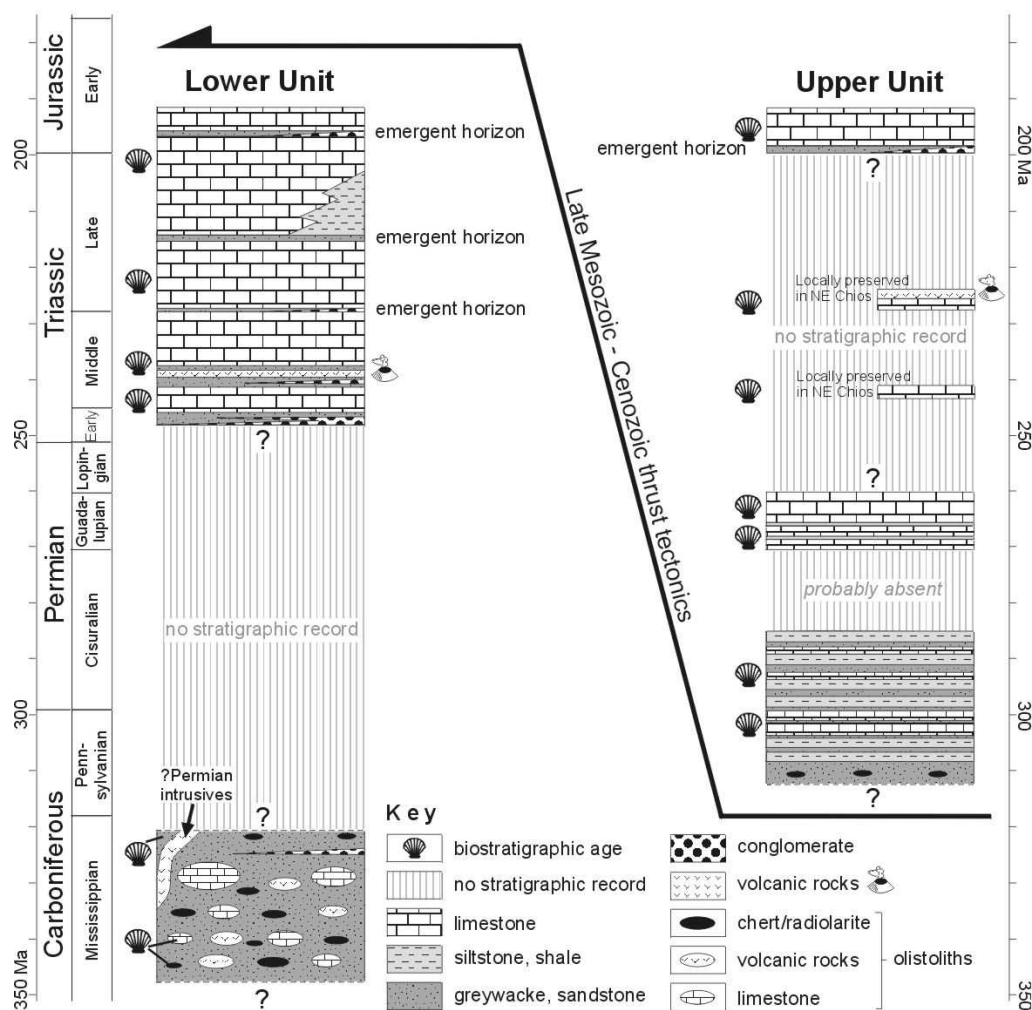 Jurassic
Early
Triassic
Late
Middle
Early
Permian
Lopin-
gian
Guada-
lupian
Cisuralian
Carboniferous
Penn-
sylvanian
Mississippian
200
250
300
350 Ma
Lower Unit
emergent horizon
emergent horizon
emergent horizon
?
no stratigraphic record
?Permian
intrusives
?
?
Late Mesozoic - Cenozoic thrust tectonics
Upper Unit
emergent horizon
?
Locally preserved
in NE Chios
no stratigraphic record
Locally preserved
in NE Chios
?
probably absent
?
200 Ma
250
300
350
Key
biostratigraphic age
no stratigraphic record
limestone
siltstone, shale
greywacke, sandstone
conglomerate
volcanic rocks
chert/radiolarite
volcanic rocks
limestone
olistoliths